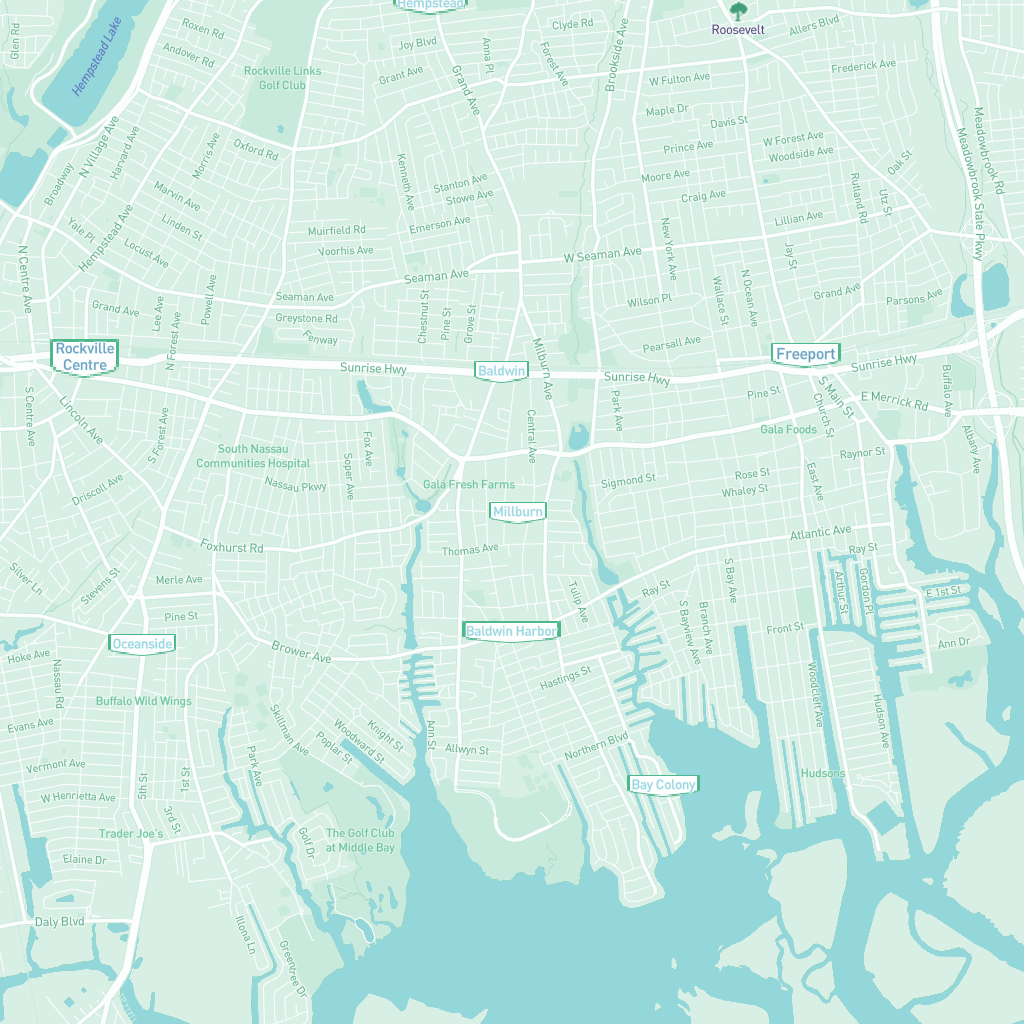 Glen Rd
Hempstead Lake
Roxen Rd
Andover Rd
Hempstead
Clyde Rd
Roosevelt
Allers Blvd
Joy Blvd
Anna Pl
Grand Ave
Forest Ave
Brookside Ave
Rockville Links
Golf Club
Grant Ave
W Fulton Ave
Frederick Ave
Maple Dr
Davis St
Meadowbrook Rd
Meadowbrook State Pkwy
N Village Ave
Harvard Ave
Morris Ave
Oxford Rd
Prince Ave
W Forest Ave
Woodside Ave
Oak St
Broadway
Kenneth Ave
Stanton Ave
Stowe Ave
Moore Ave
Craig Ave
Rutland Rd
Utz St
Marvin Ave
Linden St
Yale Pl
Hempstead Ave
Locust Ave
Muirfield Rd
Voorhis Ave
Emerson Ave
New York Ave
Lillian Ave
Jay St
N Centre Ave
Seaman Ave
W Seaman Ave
Wallace St
N Ocean Ave
Powell Ave
Lee Ave
Grand Ave
N Forest Ave
Seaman Ave
Greystone Rd
Fenway
Chestnut St
Pine St
Grove St
Wilson Pl
Grand Ave
Parsons Ave
Pearsall Ave
Milburn Ave
Rockville
Centre
Sunrise Hwy
Baldwin
Sunrise Hwy
Freeport
Sunrise Hwy
S Main St
Buffalo Ave
E Merrick Rd
Pine St
Church St
Park Ave
Central Ave
S Centre Ave
Lincoln Ave
S Forest Ave
Gala Foods
Albany Ave
Fox Ave
Soper Ave
South Nassau
Communities Hospital
Raynor St
Driscoll Ave
Nassau Pkwy
Gala Fresh Farms
Sigmond St
Rose St
Whaley St
East Ave
Millburn
Atlantic Ave
Foxhurst Rd
Thomas Ave
Ray St
Silver Ln
Stevens St
Merle Ave
Tulip Ave
Ray St
S Bay Ave
Arthur St
Gordon Pl
E 1st St
Pine St
Baldwin Harbor
S Bayview Ave
Branch Ave
Front St
Oceanside
Ann Dr
Hoke Ave
Nassau Rd
Brower Ave
Hastings St
Woodcleft Ave
Hudson Ave
Buffalo Wild Wings
Evans Ave
Skillman Ave
Knight St
Woodward St
Poplar St
Ann St
Allwyn St
Northern Blvd
Park Ave
Vermont Ave
5th St
1st St
Bay Colony
Hudsons
W Henrietta Ave
3rd St
Trader Joe's
Golf Dr
The Golf Club
at Middle Bay
Elaine Dr
Daly Blvd
Illona Ln
Greentree Dr